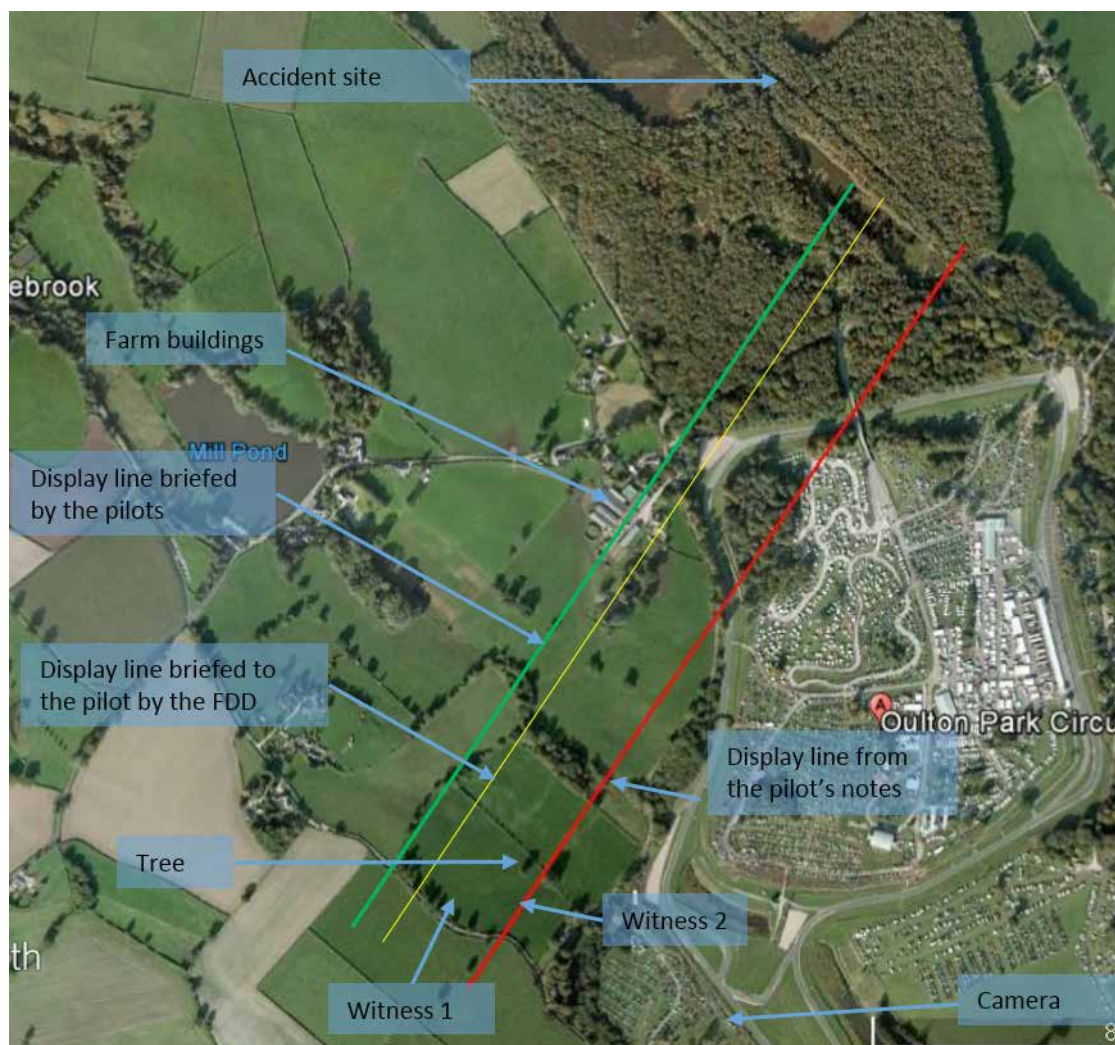 Accident site
ebrook
Farm buildings
Mill Pond
Display line briefed
by the pilots
Display line briefed to
the pilot by the FDD
A
Oulton Park Circu
Display line from
the pilot's notes
Tree
Witness 2
th
Witness 1
Camera